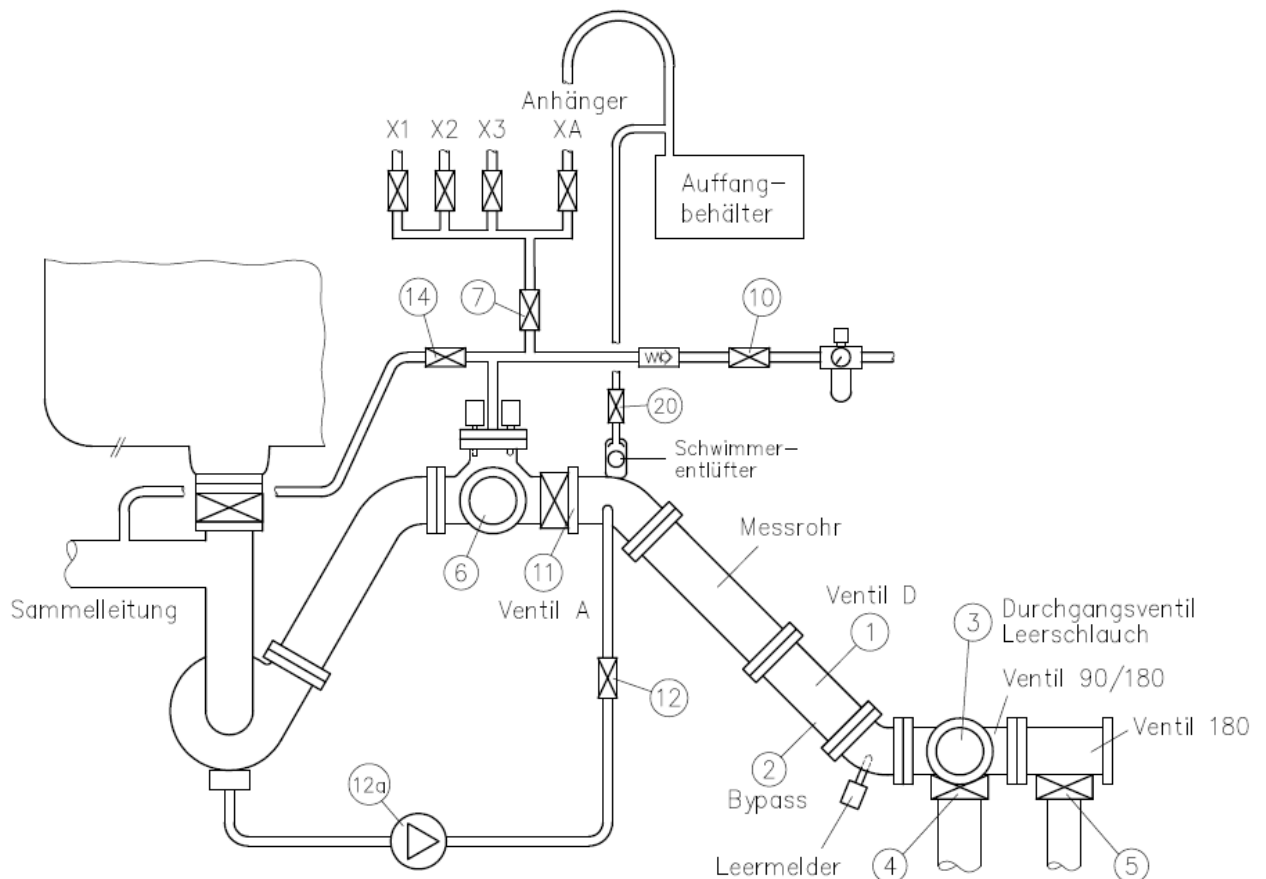 Anhänger
X1 X2 X3 XA
Auffang-
behälter
14
7
10
20
Schwimmer-
entlüfter
Messrohr
6
11
Ventil A
Sammelleitung
Ventil D
1
3
Durchgangsventil
Leerschlauch
Ventil 90/180
12
Ventil 180
2
Bypass
12a
Leermelder
4
5